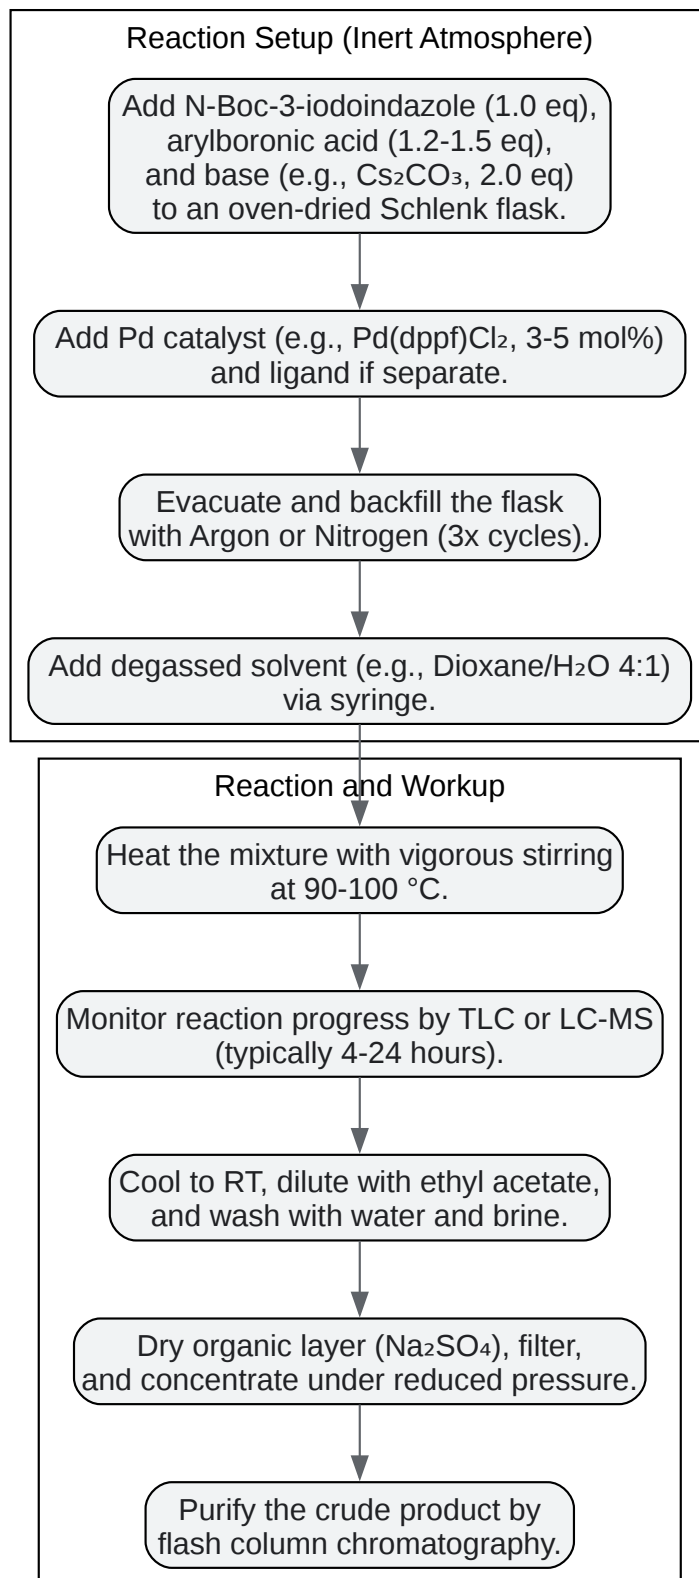 Reaction Setup (Inert Atmosphere)
Add N-Boc-3-iodoindazole (1.0 eq),
arylboronic acid (1.2-1.5 eq),
and base (e.g., Cs₂CO₃, 2.0 eq)
to an oven-dried Schlenk flask.
Add Pd catalyst (e.g., Pd(dppf)Cl₂, 3-5 mol%)
and ligand if separate.
Evacuate and backfill the flask
with Argon or Nitrogen (3x cycles).
Add degassed solvent (e.g., Dioxane/H₂O 4:1)
via syringe.
Reaction and Workup
Heat the mixture with vigorous stirring
at 90-100 °C.
Monitor reaction progress by TLC or LC-MS
(typically 4-24 hours).
Cool to RT, dilute with ethyl acetate,
and wash with water and brine.
Dry organic layer (Na₂SO₄), filter,
and concentrate under reduced pressure.
Purify the crude product by
flash column chromatography.